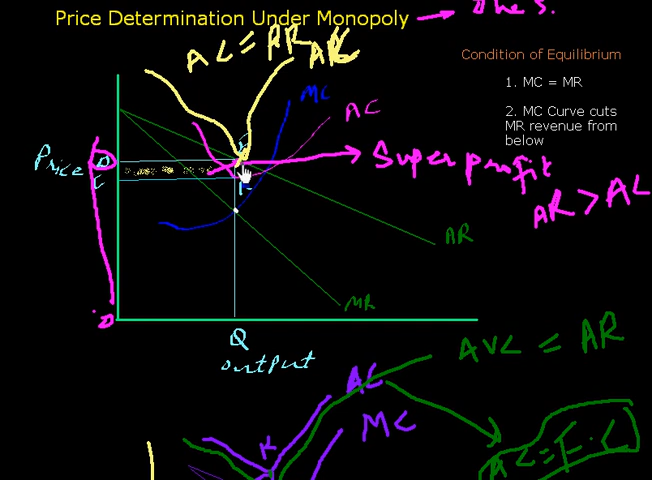 Price Determination Under Monopoly
Condition of Equilibrium
1. MC = MR
2. MC Curve cuts
MR revenue from
below
AC = AR
MC
AC
Price
C
Super profit
AR > AC
AR
MR
Q
output
AVC = AR
AC
K
MC
AC = F.C